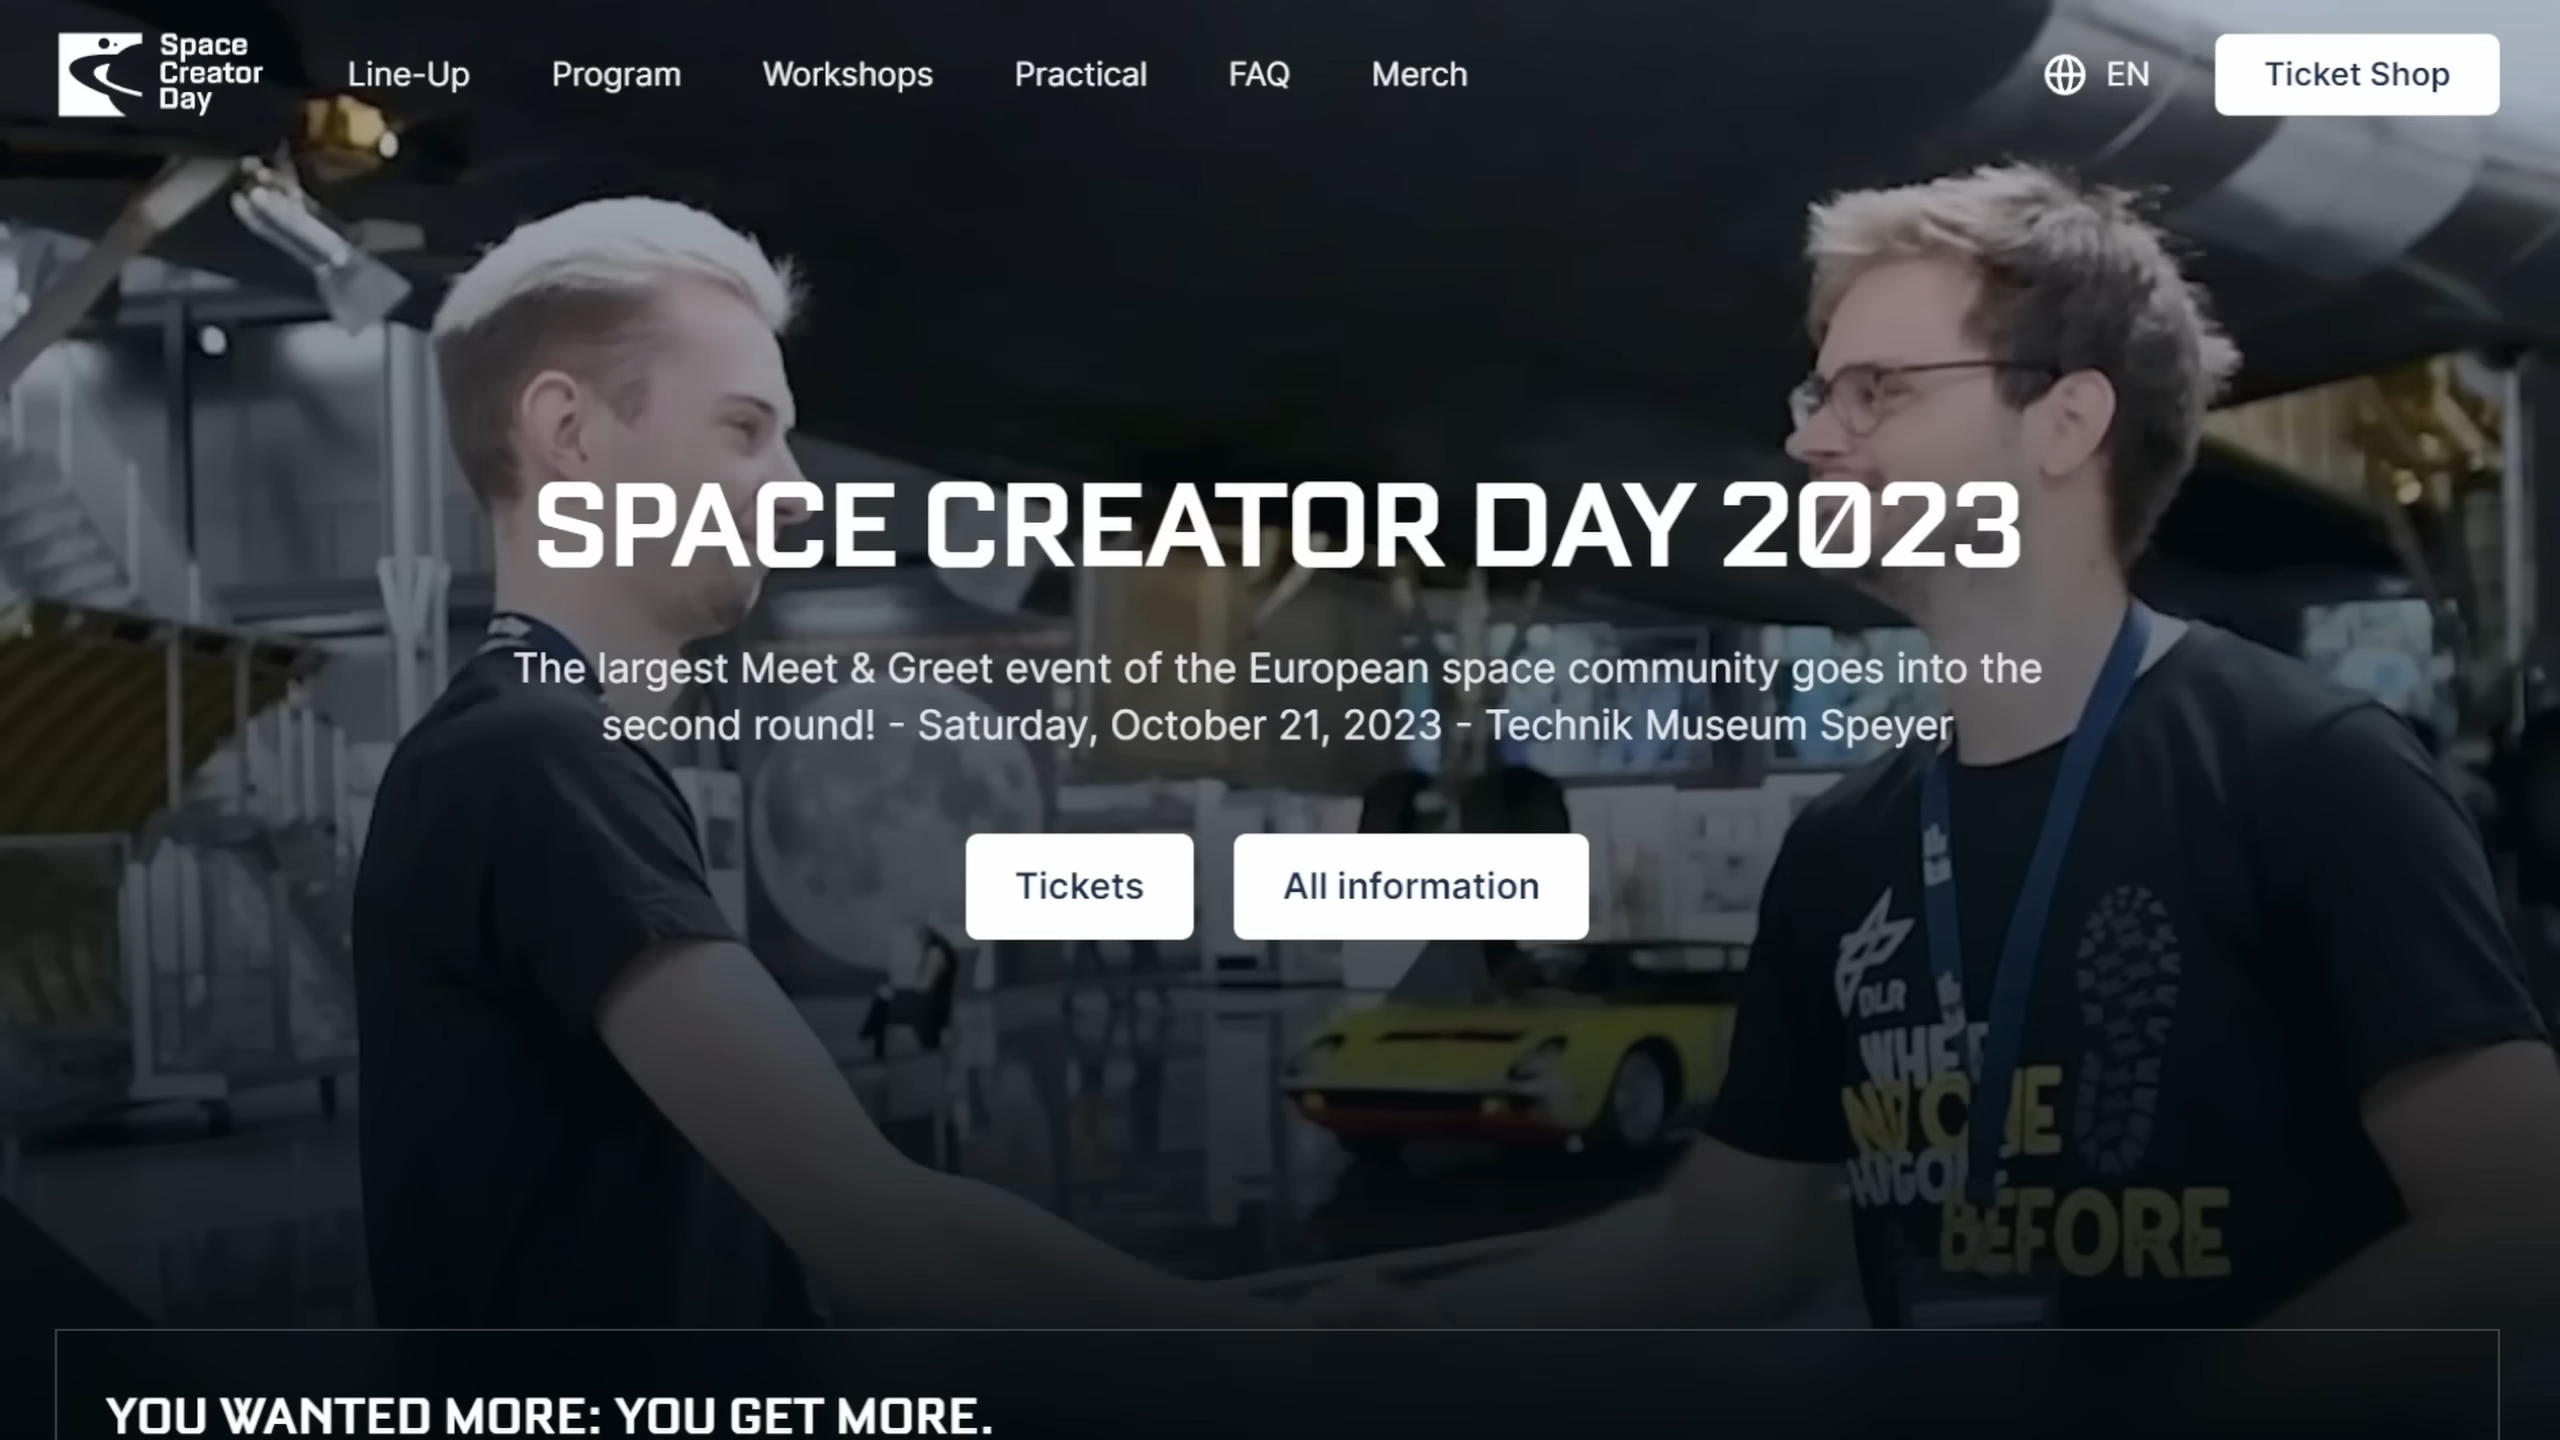 Space
Creator
Day
Line-Up
Program
Workshops
Practical
FAQ
Merch
EN
Ticket Shop
SPACE CREATOR DAY 2023
The largest Meet & Greet event of the European space community goes into the
second round! - Saturday, October 21, 2023 - Technik Museum Speyer
Tickets
All information
DLR
BEFORE
YOU WANTED MORE: YOU GET MORE.